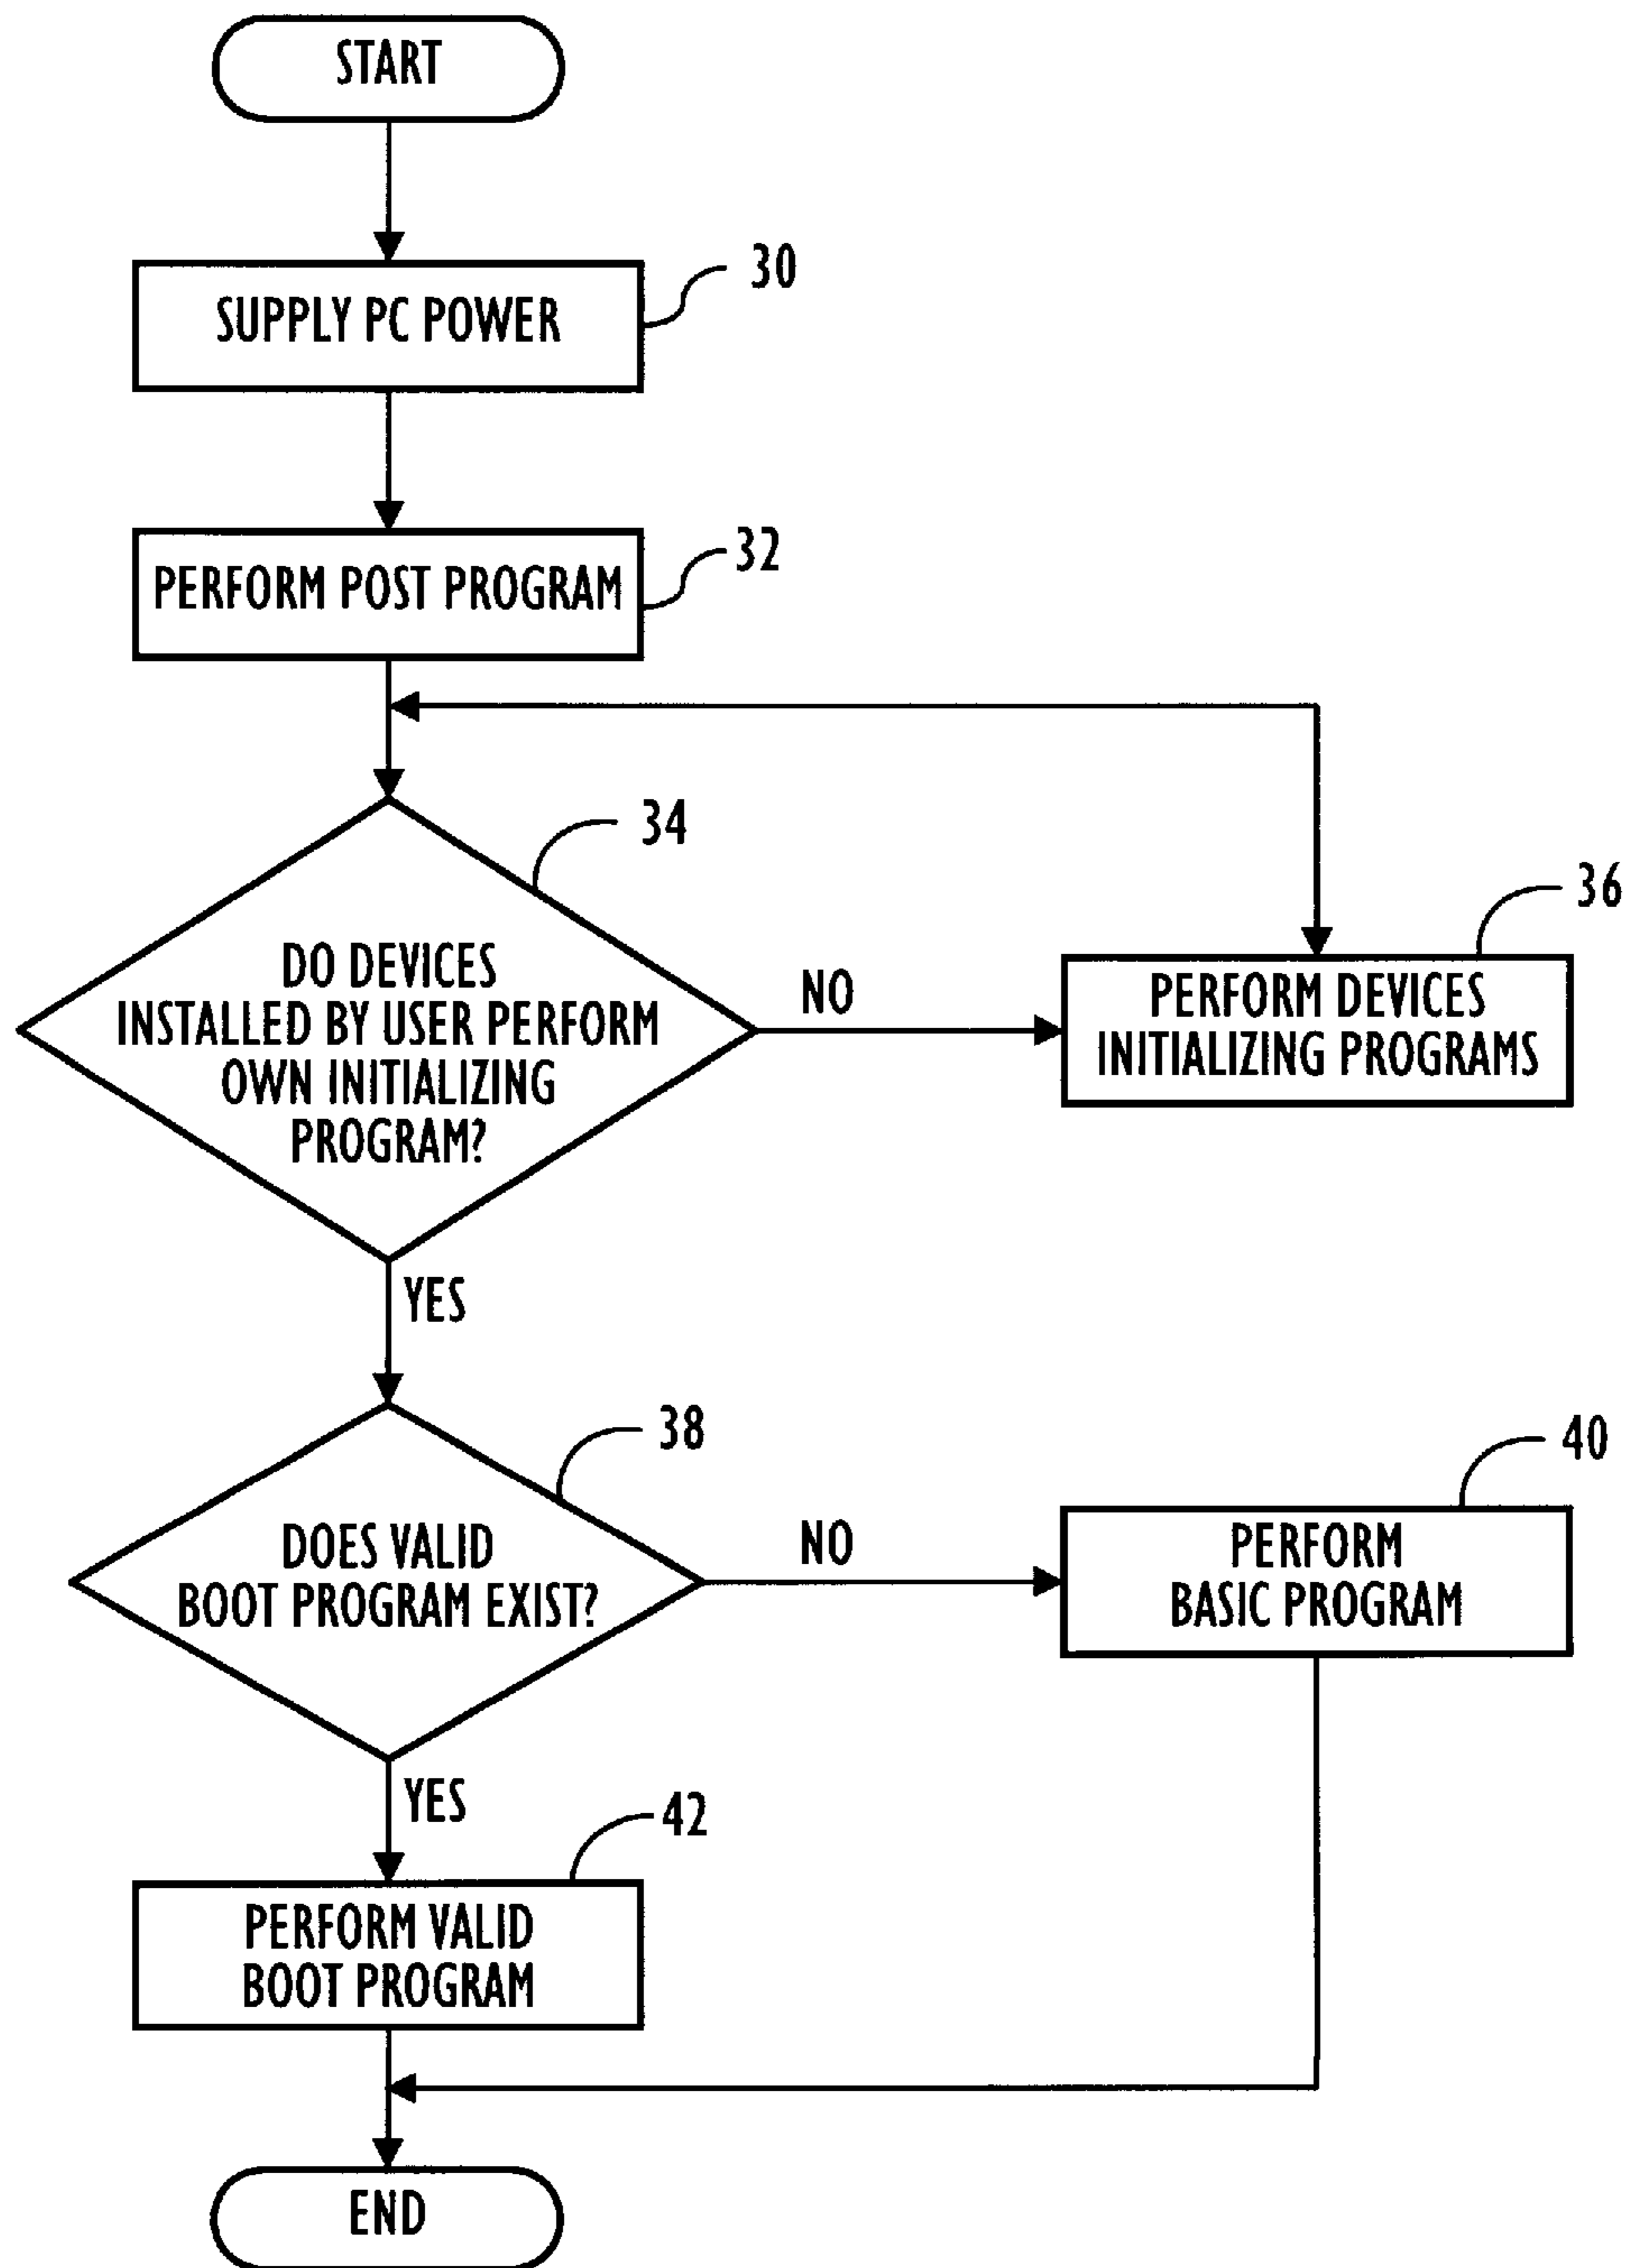 START
30
SUPPLY PC POWER
32
PERFORM POST PROGRAM
34
DO DEVICES
INSTALLED BY USER PERFORM
OWN INITIALIZING
PROGRAM?
NO
36
PERFORM DEVICES
INITIALIZING PROGRAMS
YES
38
DOES VALID
BOOT PROGRAM EXIST?
NO
40
PERFORM
BASIC PROGRAM
YES
42
PERFORM VALID
BOOT PROGRAM
END